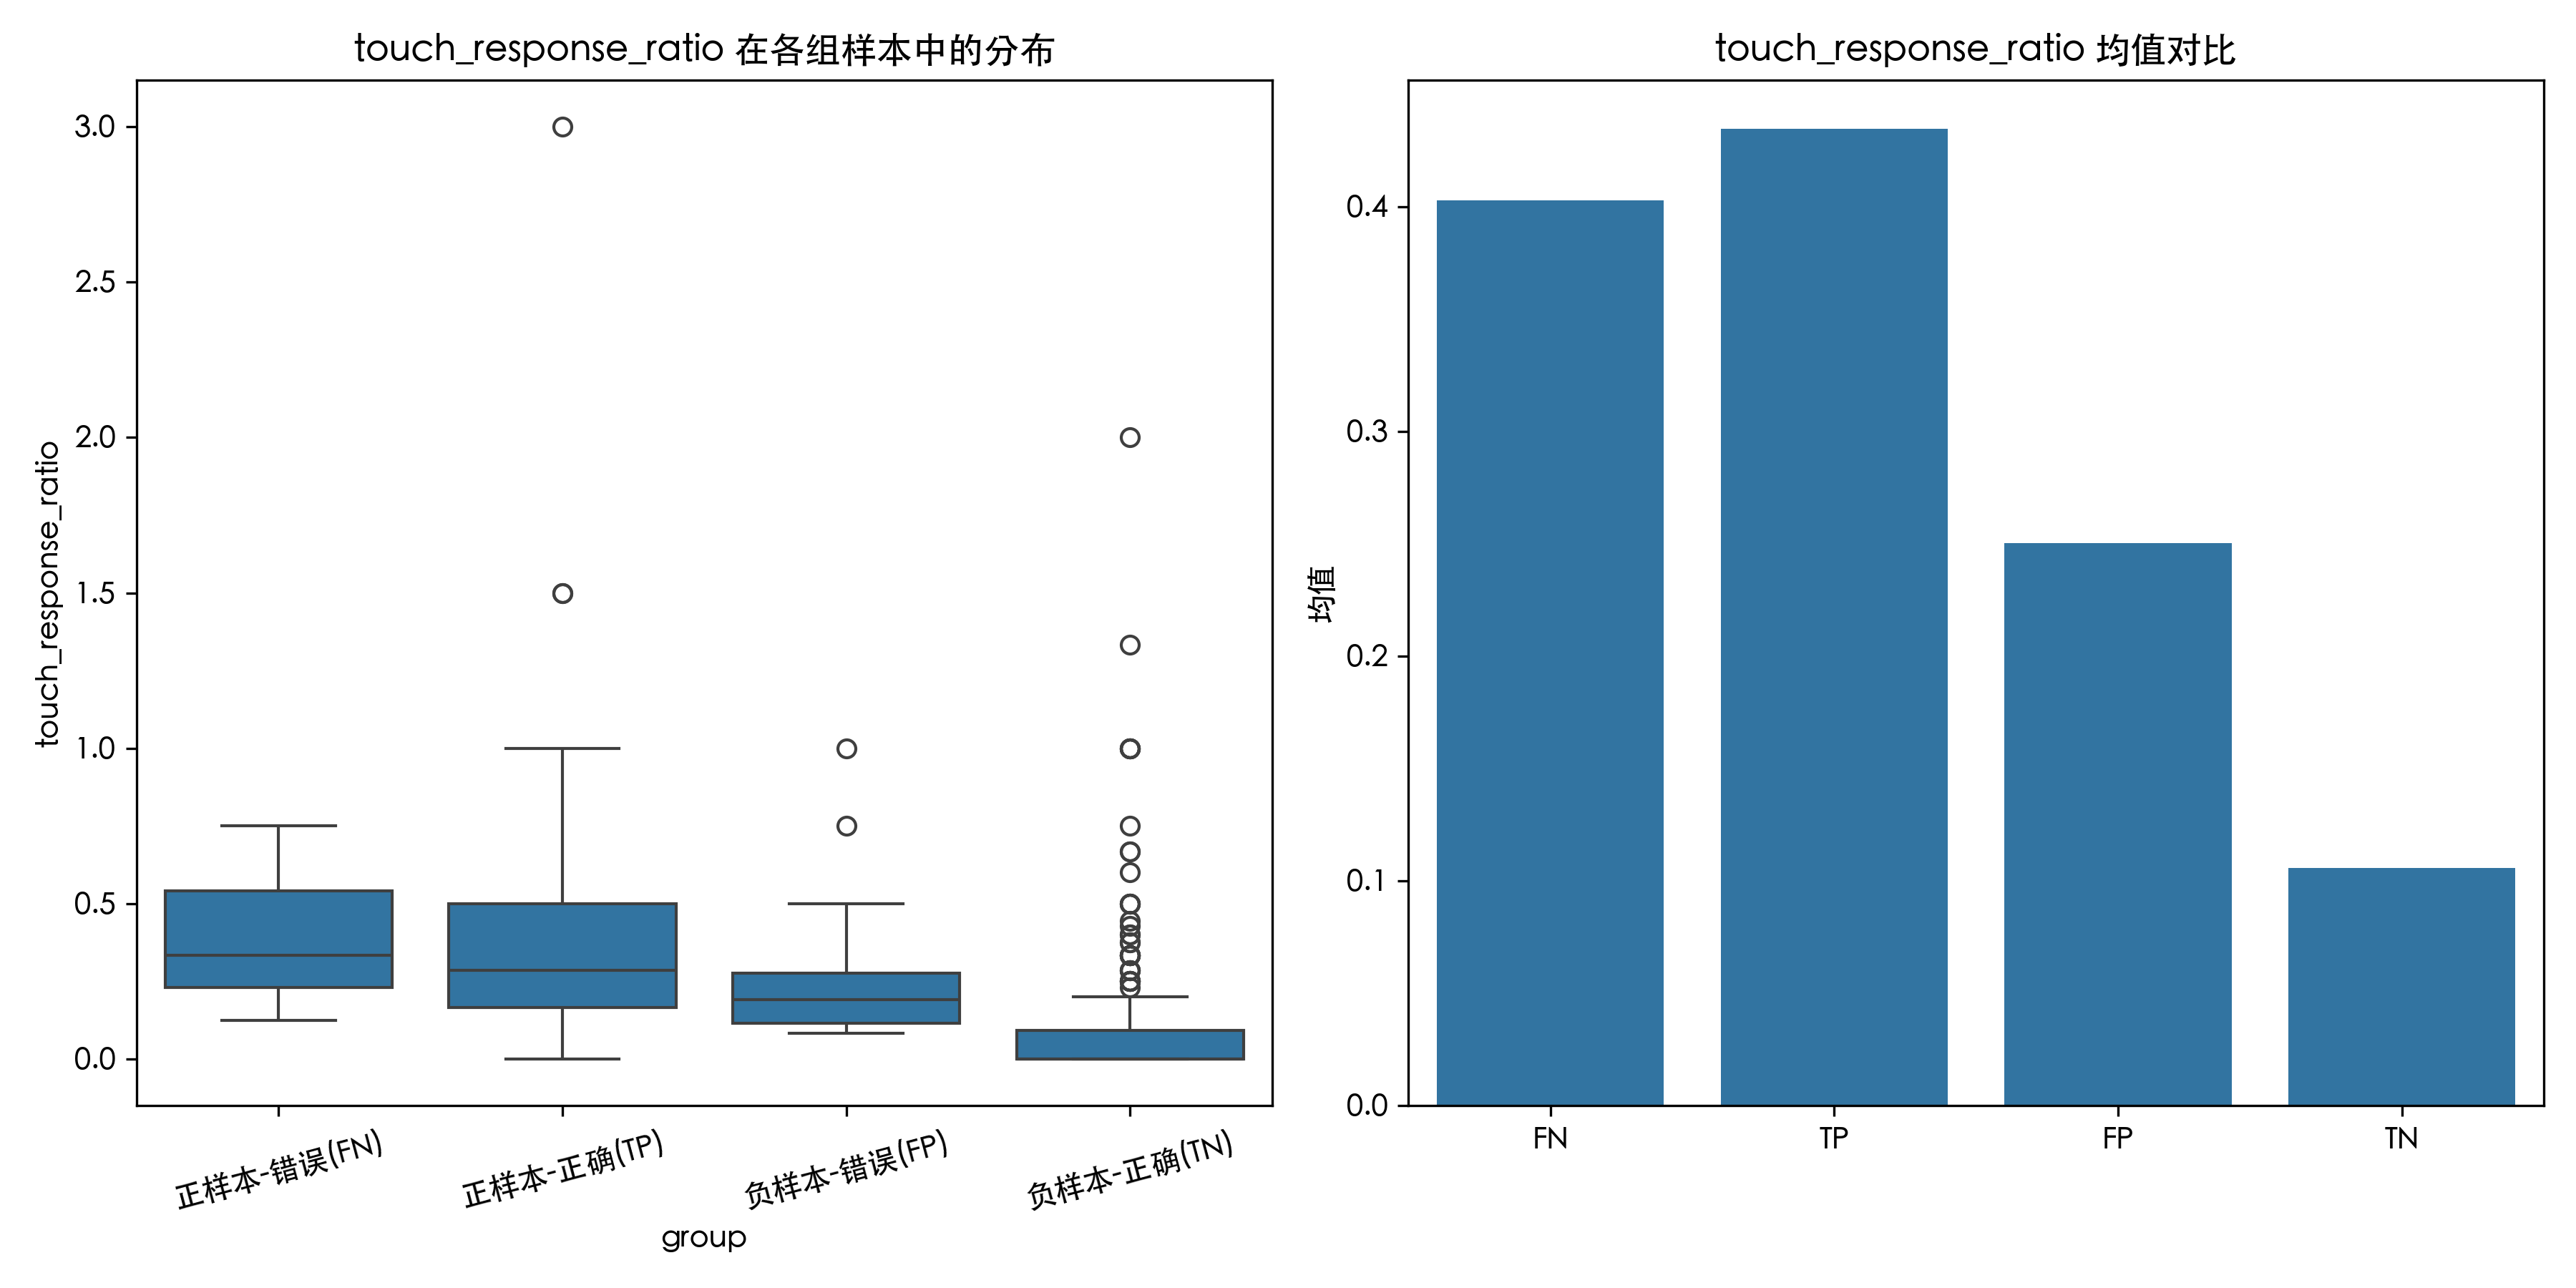 touch_response_ratio 在各组样本中的分布
touch_response_ratio
3.0
2.5
2.0
1.5
1.0
0.5
0.0
正样本-错误(FN)
正样本-正确(TP)
负样本-错误(FP)
负样本-正确(TN)
group
touch_response_ratio 均值对比
均值
0.4
0.3
0.2
0.1
0.0
FN
TP
FP
TN